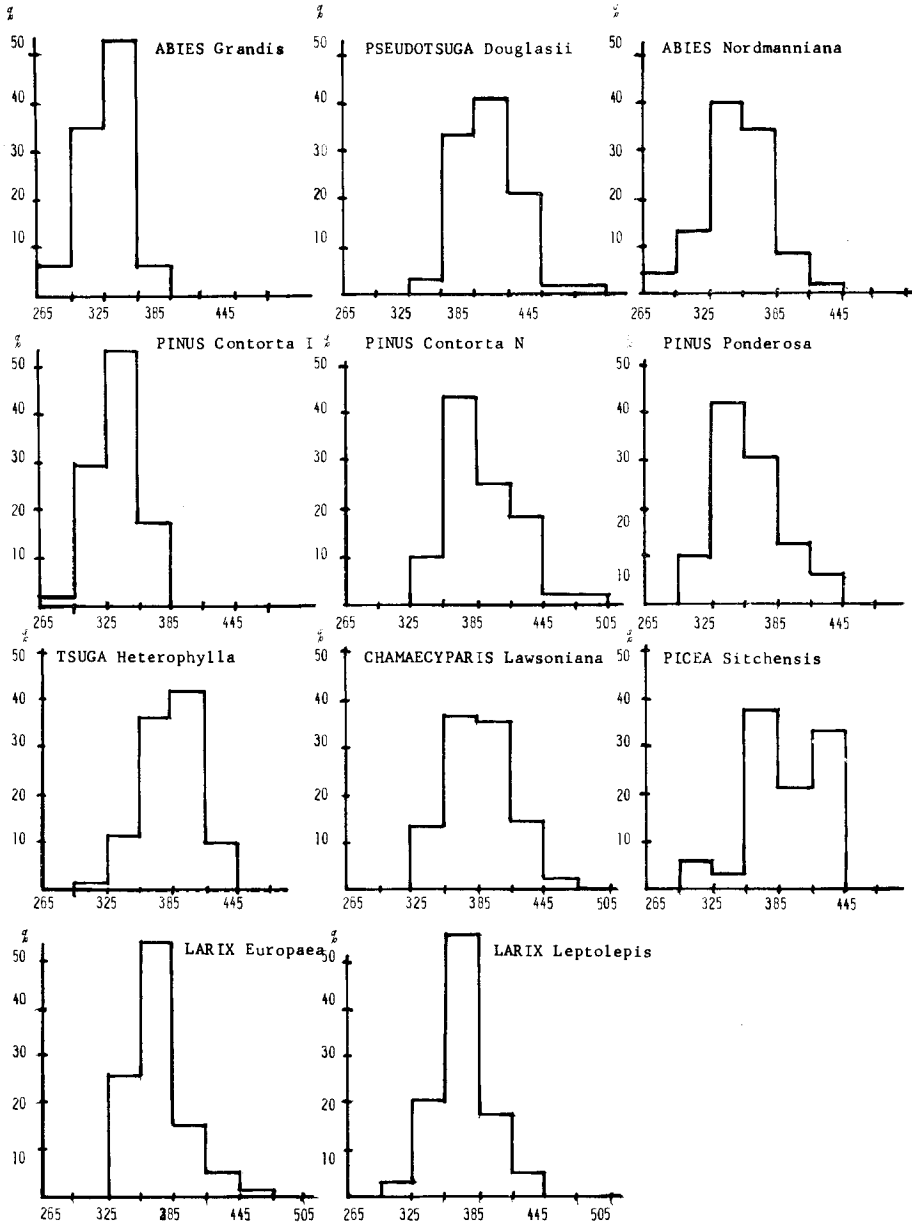 %
50
40
30
20
10
ABIES Grandis
265 325 385 445
%
50
40
30
20
10
PSEUDOTSUGA Douglasii
265 325 385 445
50
40
30
20
10
ABIES Nordmanniana
265 325 385 445
%
50
40
30
20
10
PINUS Contorta I
265 325 385 445
50
40
30
20
10
PINUS Contorta N
265 325 385 445 505
50
40
30
20
10
PINUS Ponderosa
265 325 385 445
50
40
30
20
10
TSUGA Heterophylla
265 325 385 445
50
40
30
20
10
CHAMAECYPARIS Lawsoniana
265 325 385 445 505
50
40
30
20
10
PICEA Sitchensis
265 325 385 445
%
50
40
30
20
10
LARIX Europaea
265 325 385 445 505
%
50
40
30
20
10
LARIX Leptolepis
265 325 385 445 505